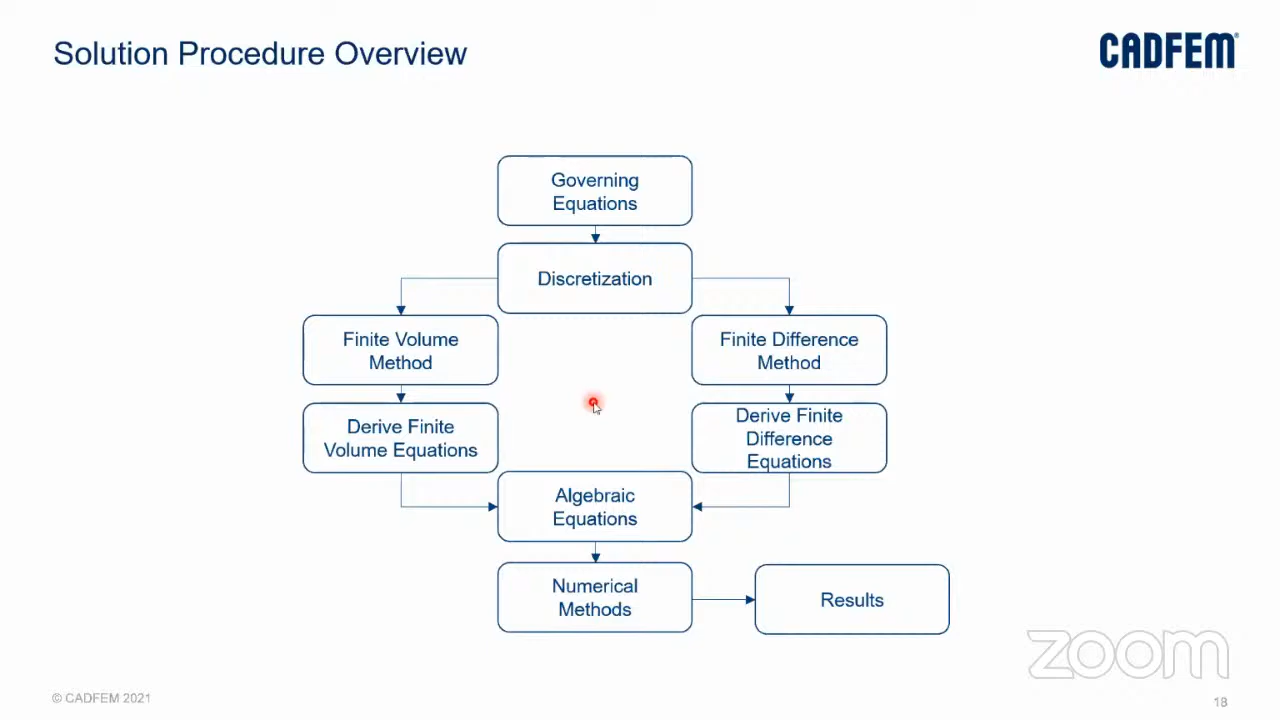 Solution Procedure Overview
CADFEM®
Governing
Equations
Discretization
Finite Volume
Method
Finite Difference
Method
Derive Finite
Volume Equations
Derive Finite
Difference
Equations
Algebraic
Equations
Numerical
Methods
Results
zoom
© CADFEM 2021
18